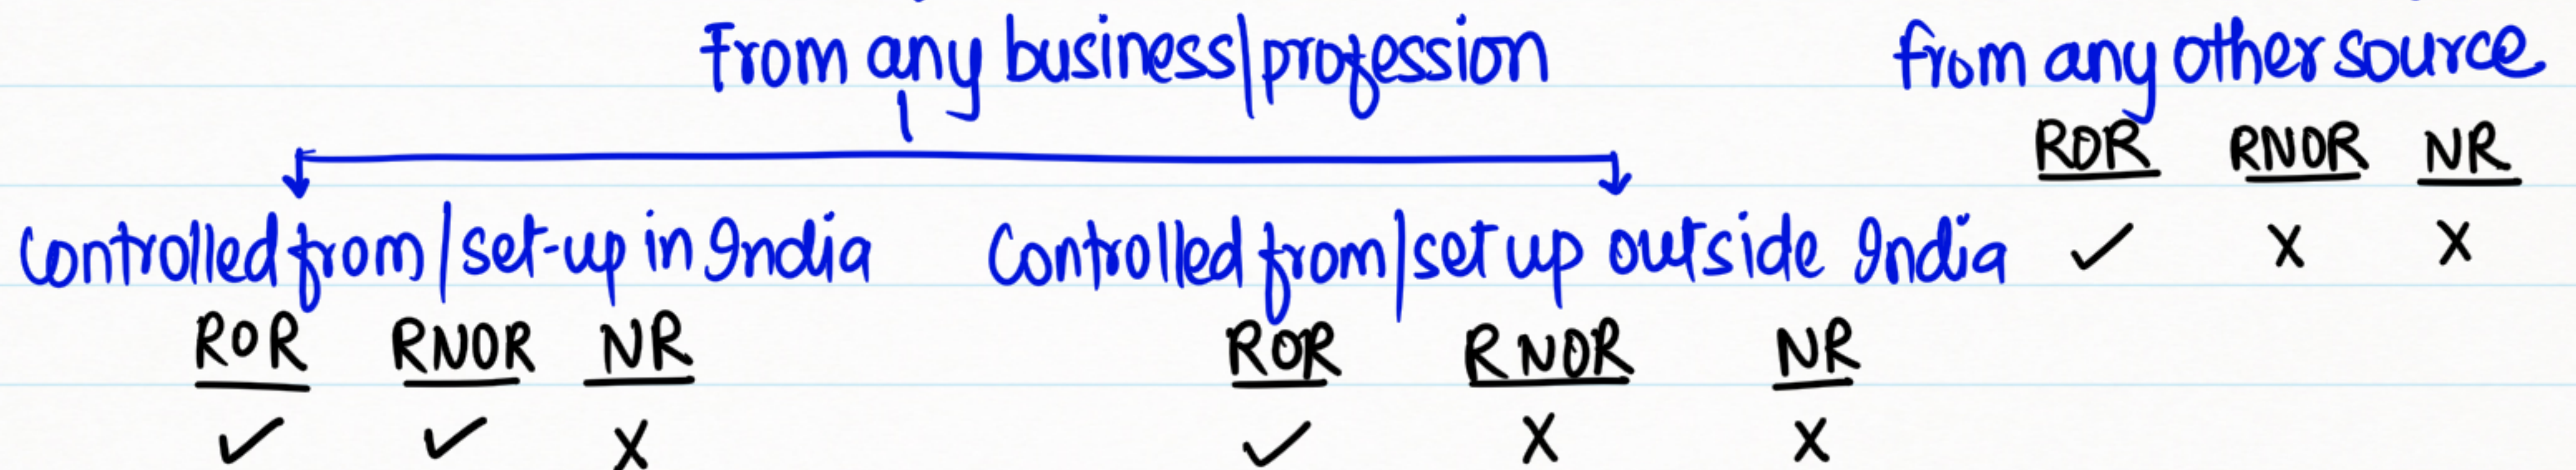 From any business/profession
from any other source
ROR RNOR NR
✓ X X
Controlled from/set-up in India
Controlled from/set up outside India
ROR RNOR NR
✓ ✓ X
ROR RNOR NR
✓ X X